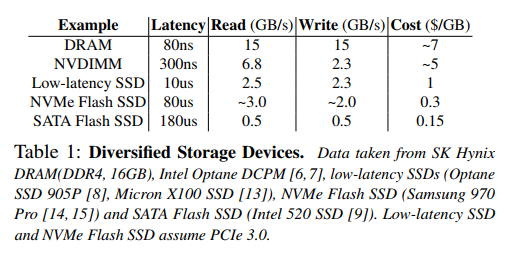 Example Latency Read (GB/s) Write (GB/s) Cost ($/GB)
DRAM 80ns 15 15 ~7
NVDIMM 300ns 6.8 2.3 ~5
Low-latency SSD 10us 2.5 2.3 1
NVMe Flash SSD 80us ~3.0 ~2.0 0.3
SATA Flash SSD 180us 0.5 0.5 0.15
Table 1: Diversified Storage Devices. Data taken from SK Hynix
DRAM(DDR4, 16GB), Intel Optane DCPM [6,7], low-latency SSDs (Optane
SSD 905P [8], Micron X100 SSD [13]), NVMe Flash SSD (Samsung 970
Pro [14, 15]) and SATA Flash SSD (Intel 520 SSD [9]). Low-latency SSD
and NVMe Flash SSD assume PCIe 3.0.